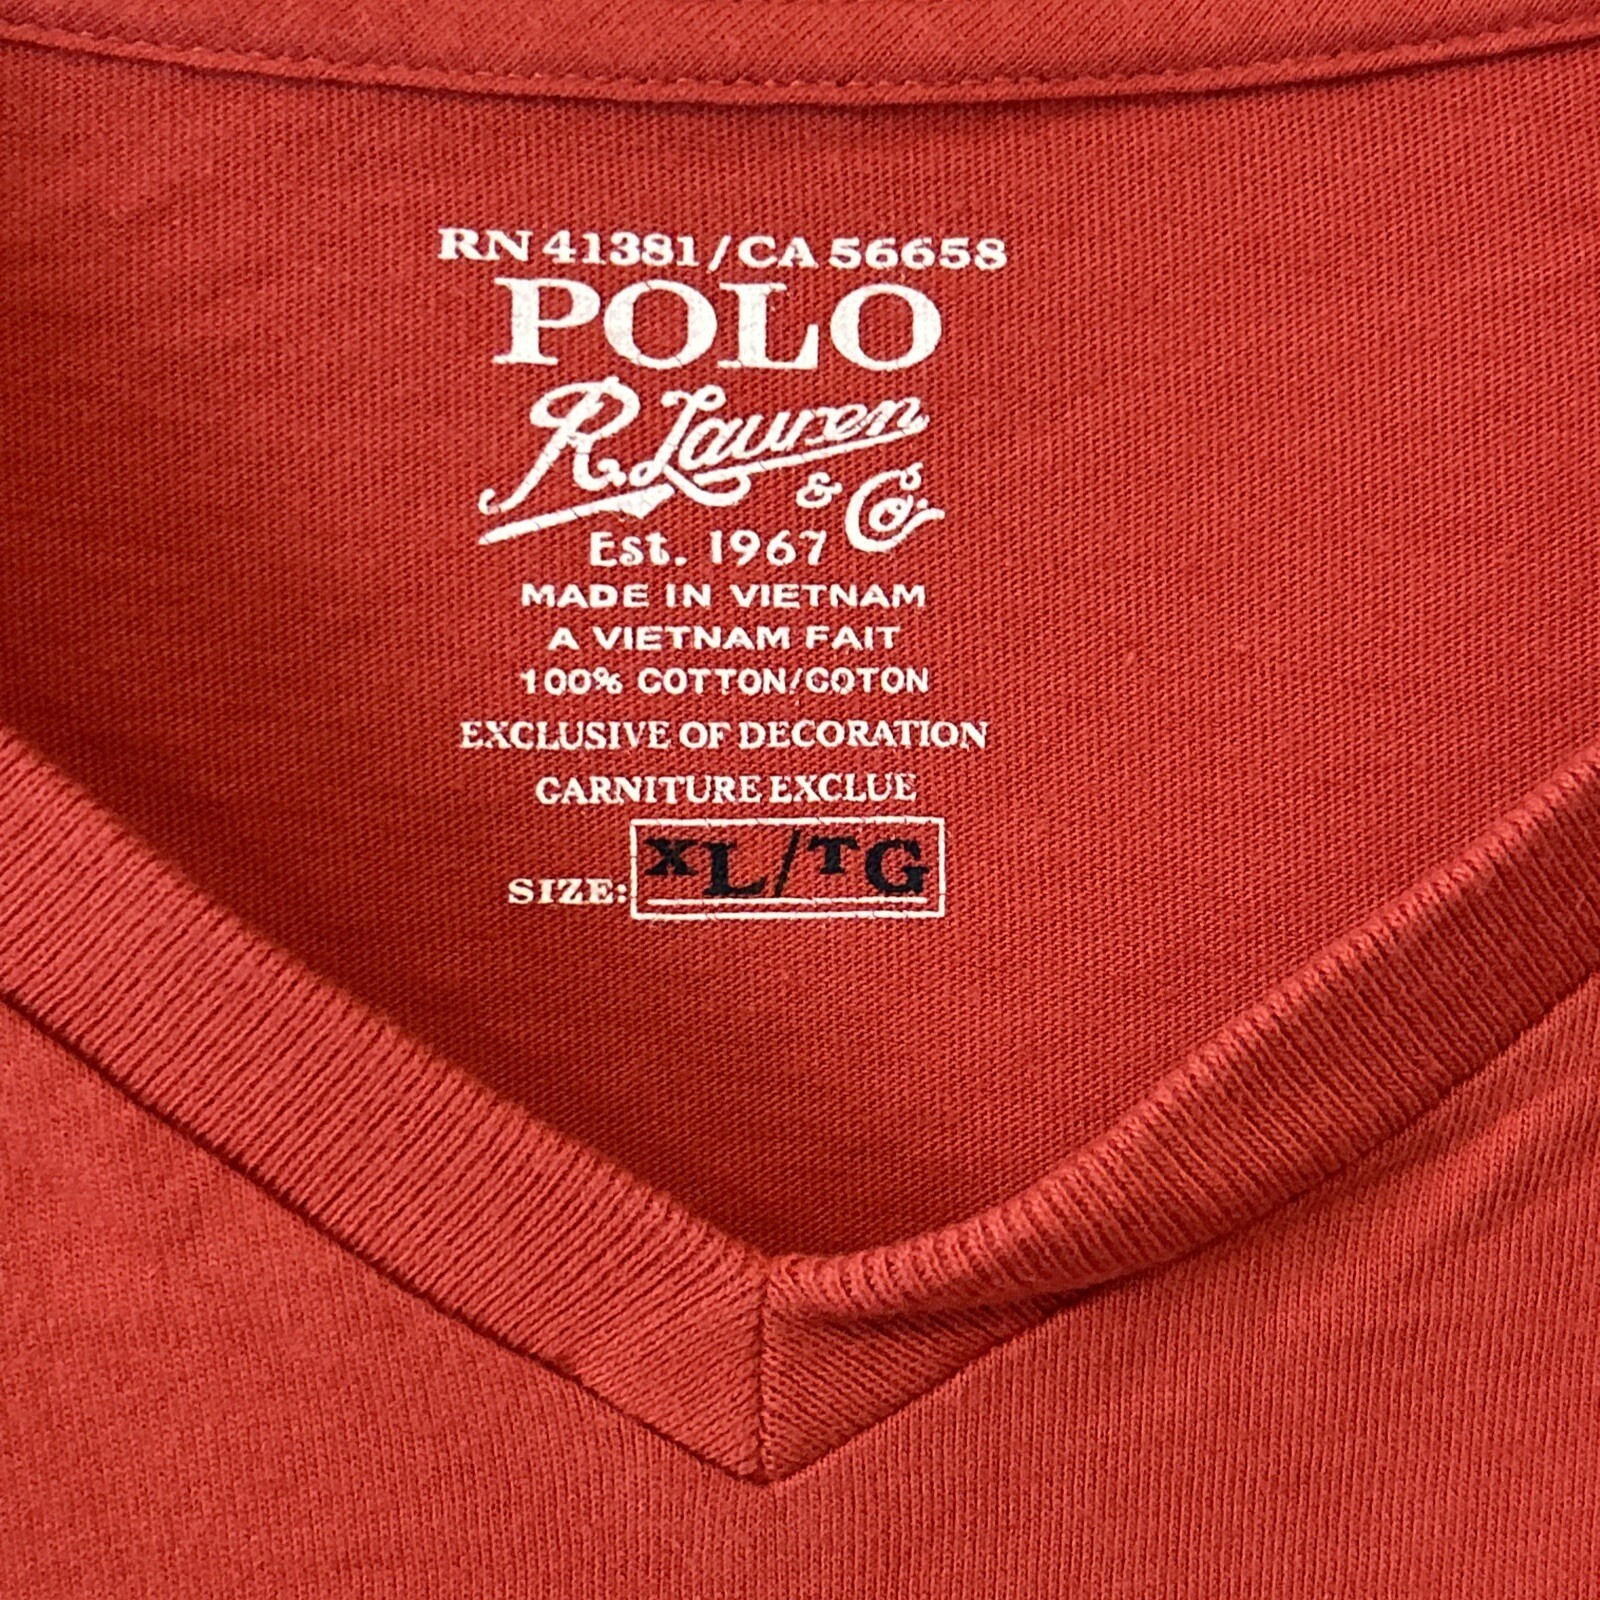 RN 41381/CA 56658
POLO
R. Lauren
& Co.
Est. 1967
MADE IN VIETNAM
A VIETNAM FAIT
100% COTTON/COTON
EXCLUSIVE OF DECORATION
GARNITURE EXCLUE
SIZE: XL/TG